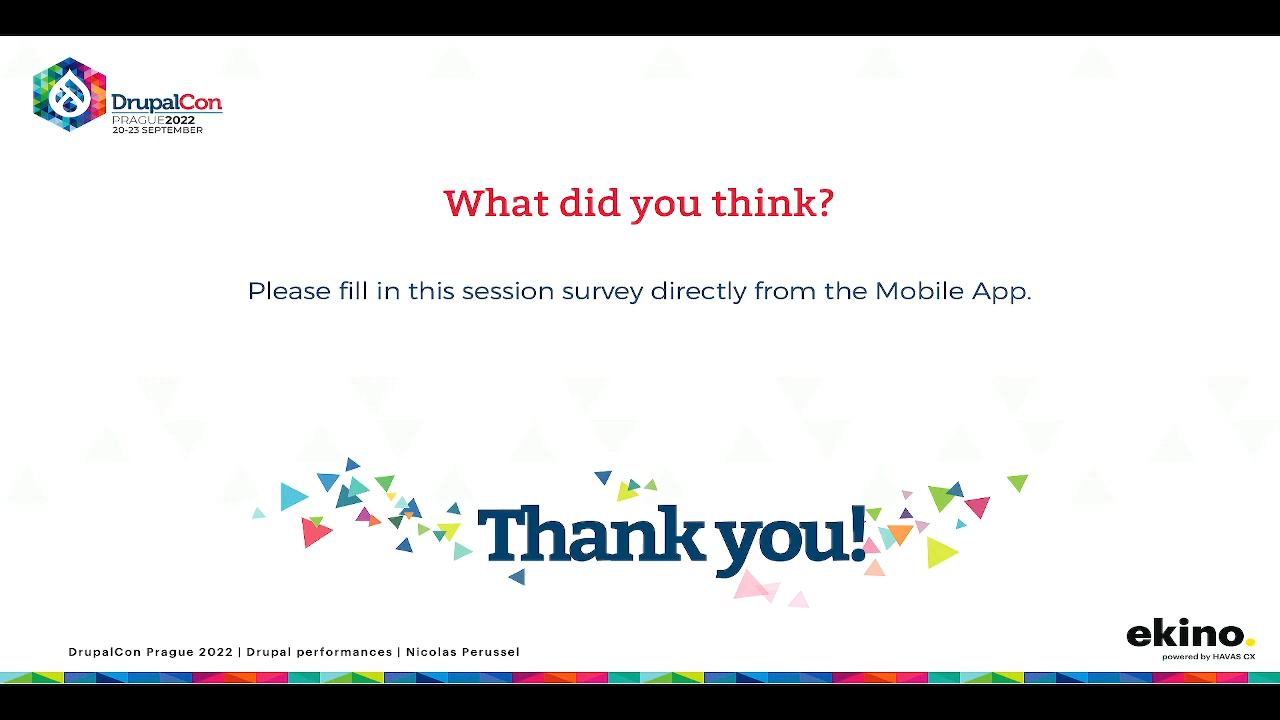 DrupalCon
PRAGUE2022
20-23 SEPTEMBER
What did you think?
Please fill in this session survey directly from the Mobile App.
Thank you!
ekino.
powered by HAVAS CX
DrupalCon Prague 2022 | Drupal performances | Nicolas Perussel